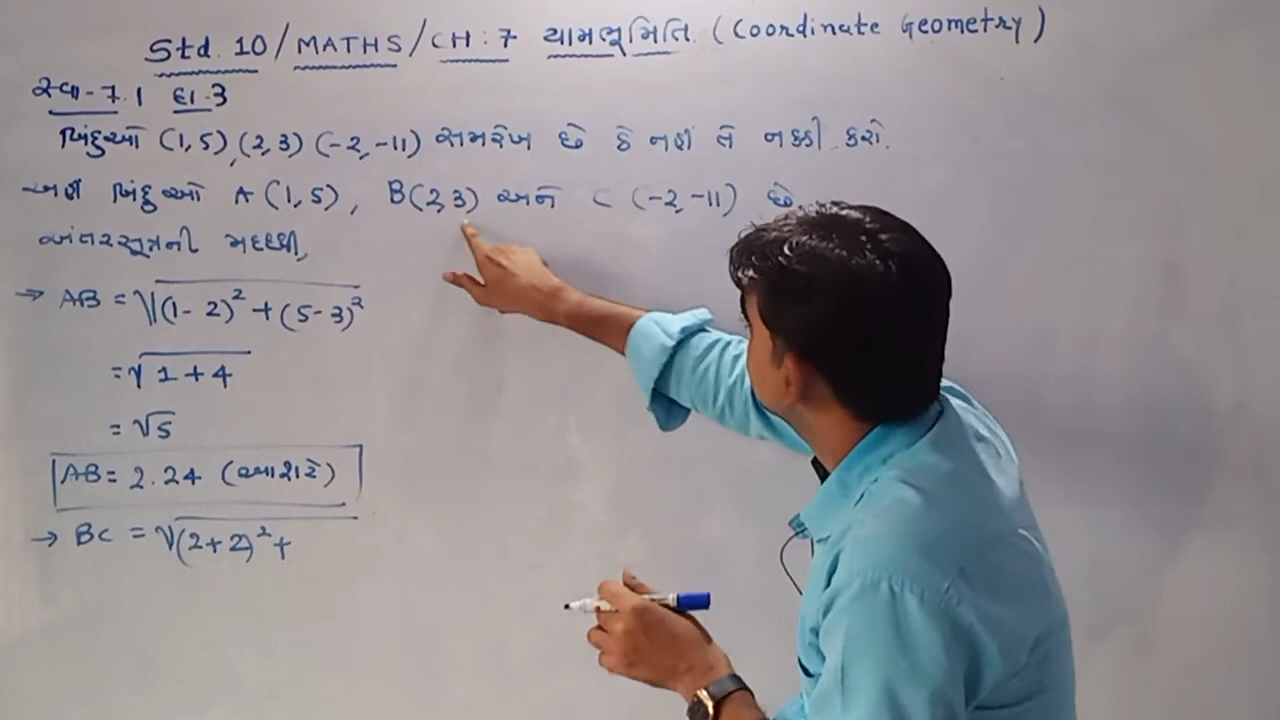 Std. 10/MATHS/CH:7 યામભૂમિતિ. (Coordinate Geometry)
સ્વા-7.1 દા.3
બિંદુઓ (1,5), (2,3) (-2,-11) સમરેખ છે કે નહીં તે નક્કી કરો.
અહીં બિંદુઓ A(1,5), B(2,3) અને C (-2,-11) છે.
અંતરસૂત્રની મદદથી,
→ AB = √(1-2)² + (5-3)²
= √1+4
= √5
AB = 2.24 (આશરે)
→ BC = √(2+2)² +